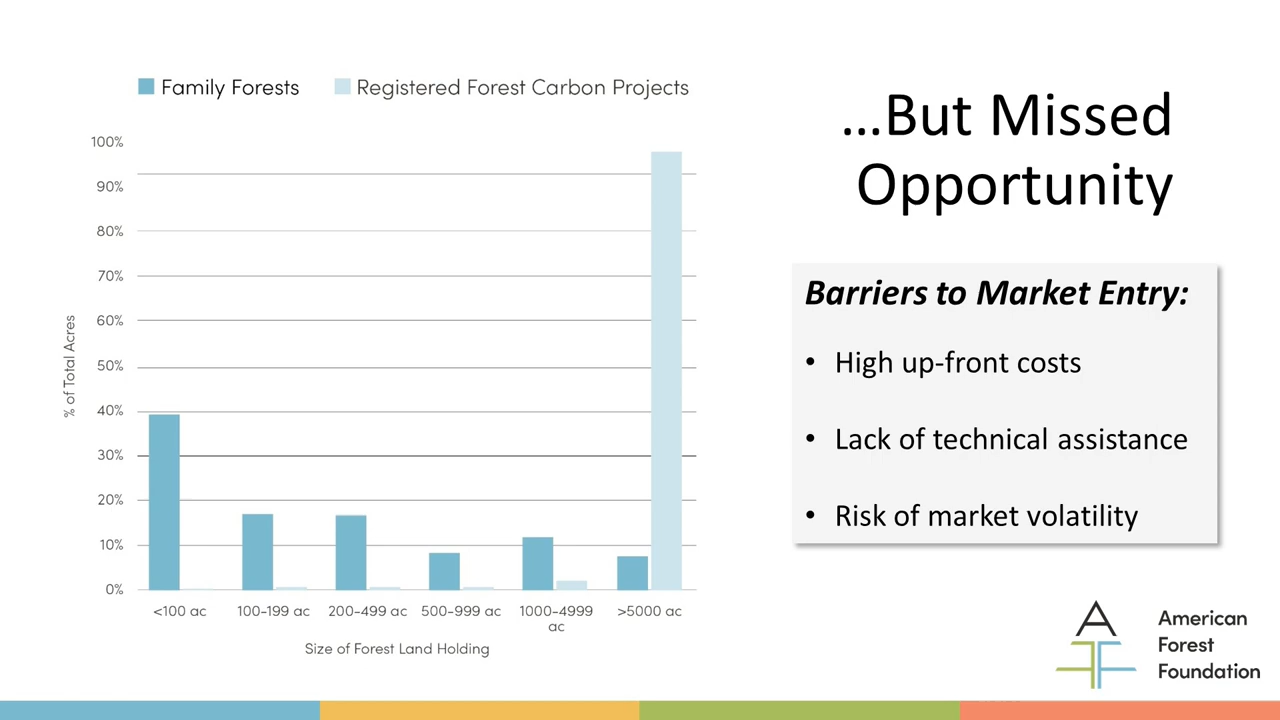 Family Forests
Registered Forest Carbon Projects
100%
90%
80%
70%
60%
50%
40%
30%
20%
10%
0%
% of Total Acres
<100 ac
100-199 ac
200-499 ac
500-999 ac
1000-4999
ac
>5000 ac
Size of Forest Land Holding
...But Missed
Opportunity
Barriers to Market Entry:
• High up-front costs
• Lack of technical assistance
• Risk of market volatility
American
Forest
Foundation